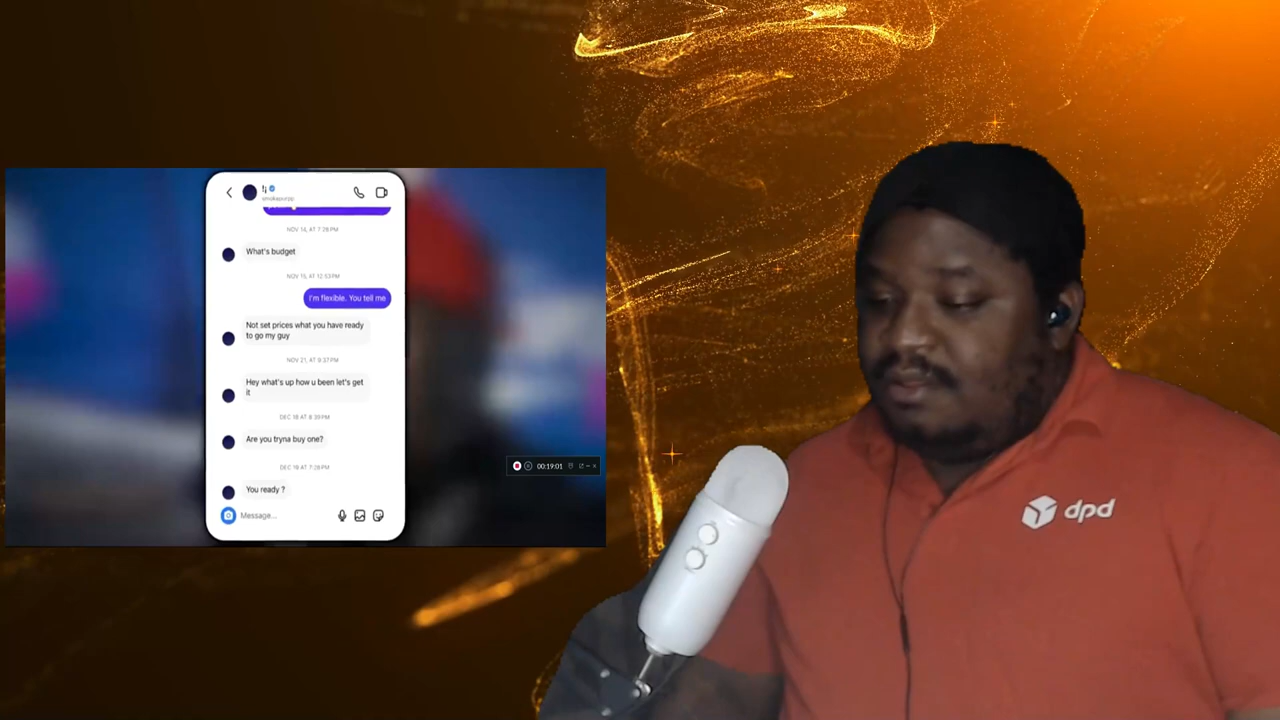 smokepurpp
NOV 14, AT 7:28 PM
What's budget
NOV 15, AT 12:53 PM
I'm flexible. You tell me
Not set prices what you have ready
to go my guy
NOV 21, AT 9:37 PM
Hey what's up how u been let's get
it
DEC 18 AT 8:39 PM
Are you tryna buy one?
DEC 19 AT 7:28 PM
You ready ?
Message...
00:19:01
dpd